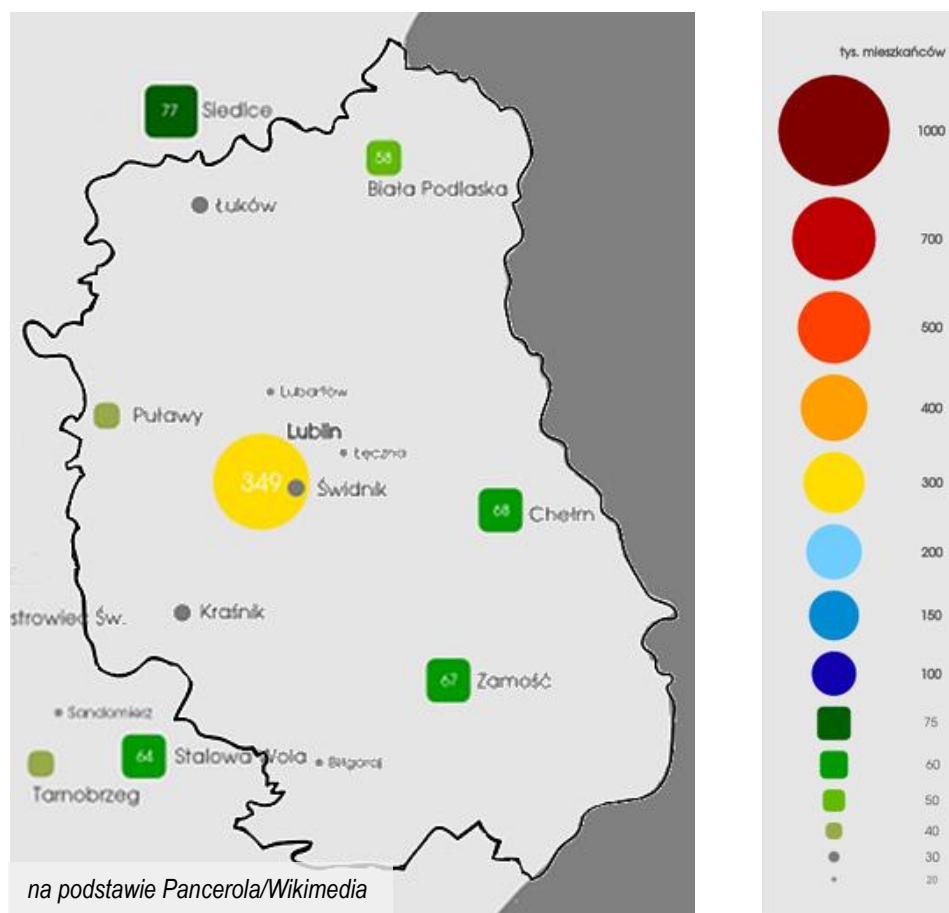 77 Siedlce
58
Biała Podlaska
Łuków
Lubartów
Puławy
Lublin
Łęczna
349
Świdnik
68 Chełm
Kraśnik
strowiec Św.
67 Zamość
Sandomierz
64 Stalowa Wola
Biłgoraj
Tarnobrzeg
na podstawie Pancerola/Wikimedia
tys. mieszkańców
1000
700
500
400
300
200
150
100
75
60
50
40
30
20